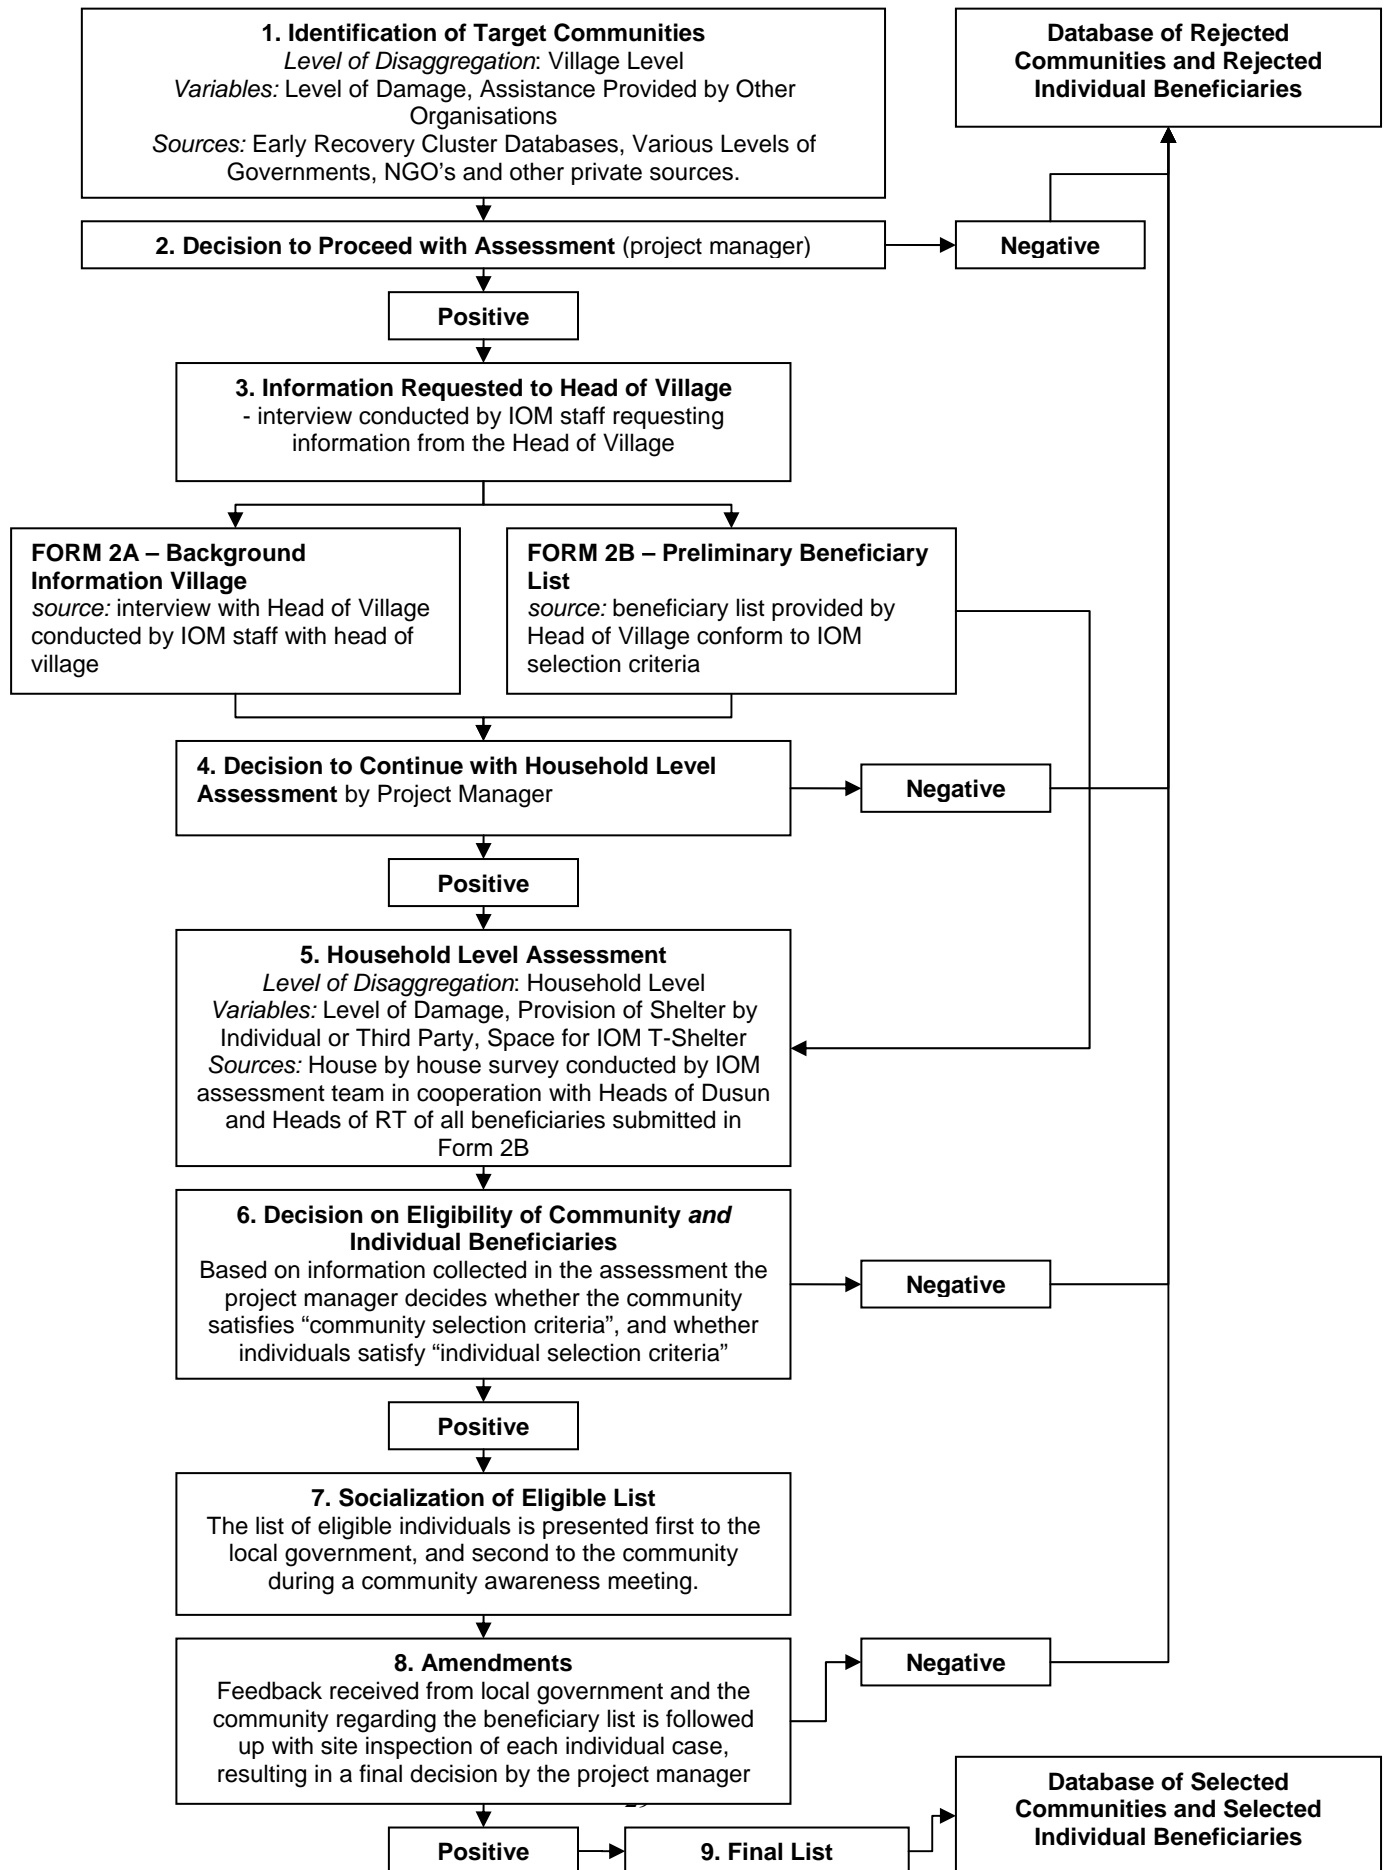 1. Identification of Target Communities
Level of Disaggregation: Village Level
Variables: Level of Damage, Assistance Provided by Other
Organisations
Sources: Early Recovery Cluster Databases, Various Levels of
Governments, NGO’s and other private sources.
Database of Rejected
Communities and Rejected
Individual Beneficiaries
2. Decision to Proceed with Assessment (project manager)
Negative
Positive
3. Information Requested to Head of Village
- interview conducted by IOM staff requesting
information from the Head of Village
FORM 2A – Background
Information Village
source: interview with Head of Village
conducted by IOM staff with head of
village
FORM 2B – Preliminary Beneficiary
List
source: beneficiary list provided by
Head of Village conform to IOM
selection criteria
4. Decision to Continue with Household Level
Assessment by Project Manager
Negative
Positive
5. Household Level Assessment
Level of Disaggregation: Household Level
Variables: Level of Damage, Provision of Shelter by
Individual or Third Party, Space for IOM T-Shelter
Sources: House by house survey conducted by IOM
assessment team in cooperation with Heads of Dusun
and Heads of RT of all beneficiaries submitted in
Form 2B
6. Decision on Eligibility of Community and
Individual Beneficiaries
Based on information collected in the assessment the
project manager decides whether the community
satisfies “community selection criteria”, and whether
individuals satisfy “individual selection criteria”
Negative
Positive
7. Socialization of Eligible List
The list of eligible individuals is presented first to the
local government, and second to the community
during a community awareness meeting.
8. Amendments
Feedback received from local government and the
community regarding the beneficiary list is followed
up with site inspection of each individual case,
resulting in a final decision by the project manager
Negative
Positive
9. Final List
Database of Selected
Communities and Selected
Individual Beneficiaries